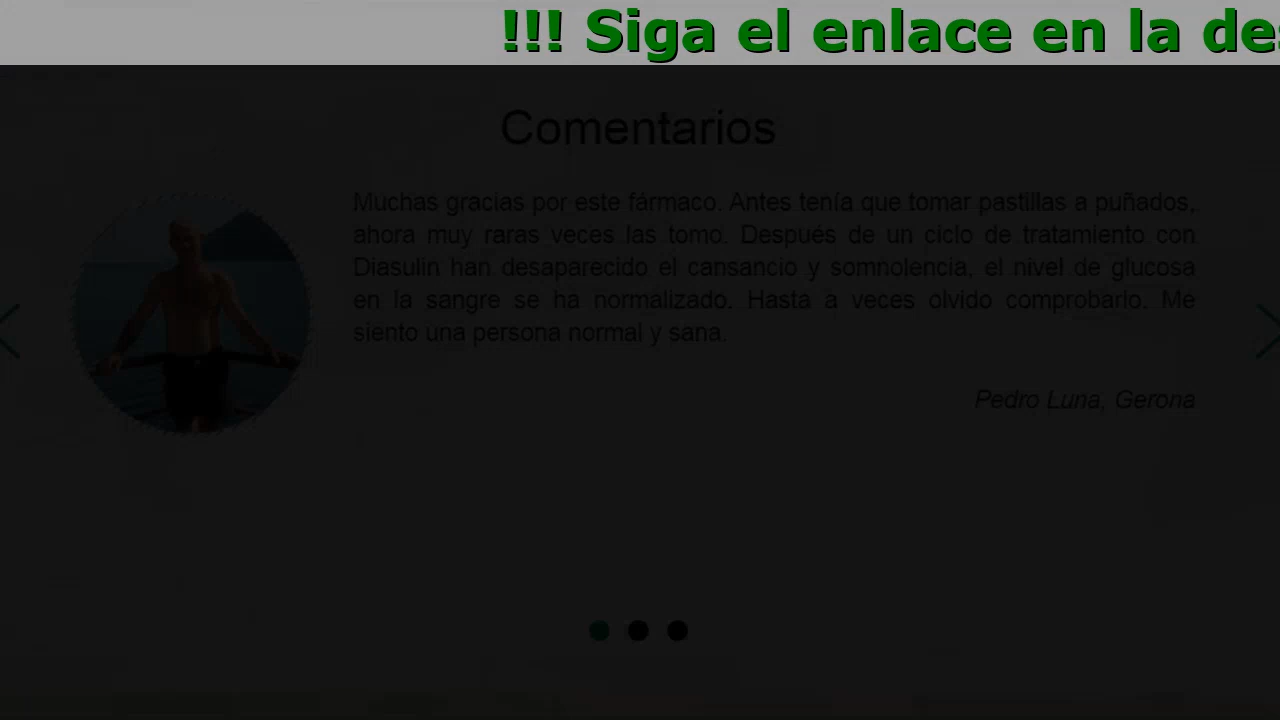 !!! Siga el enlace en la des
Comentarios
Muchas gracias por este fármaco. Antes tenía que tomar pastillas a puñados,
ahora muy raras veces las tomo. Después de un ciclo de tratamiento con
Diasulin han desaparecido el cansancio y somnolencia, el nivel de glucosa
en la sangre se ha normalizado. Hasta a veces olvido comprobarlo. Me
siento una persona normal y sana.
Pedro Luna, Gerona